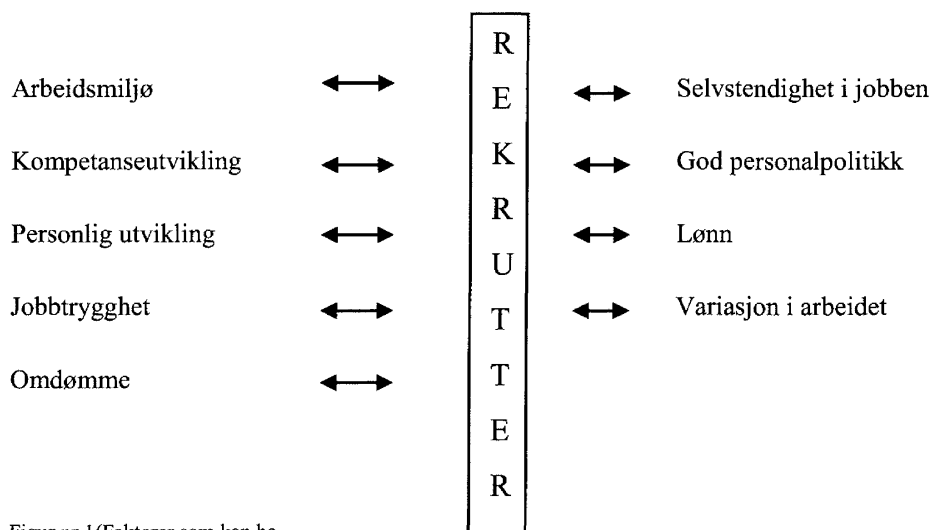 Arbeidsmiljø
Kompetanseutvikling
Personlig utvikling
Jobbtrygghet
Omdømme
R
E
K
R
U
T
T
E
R
Selvstendighet i jobben
God personalpolitikk
Lønn
Variasjon i arbeidet